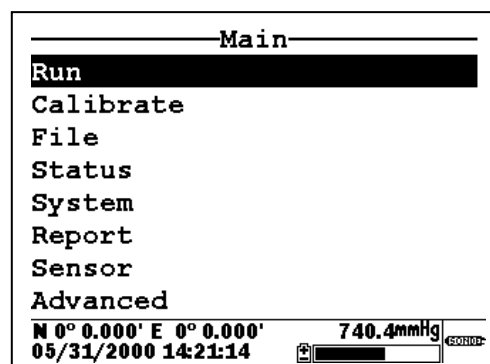 Main
Run
Calibrate
File
Status
System
Report
Sensor
Advanced
N 0° 0.000' E 0° 0.000' 740.4mmHg
05/31/2000 14:21:14